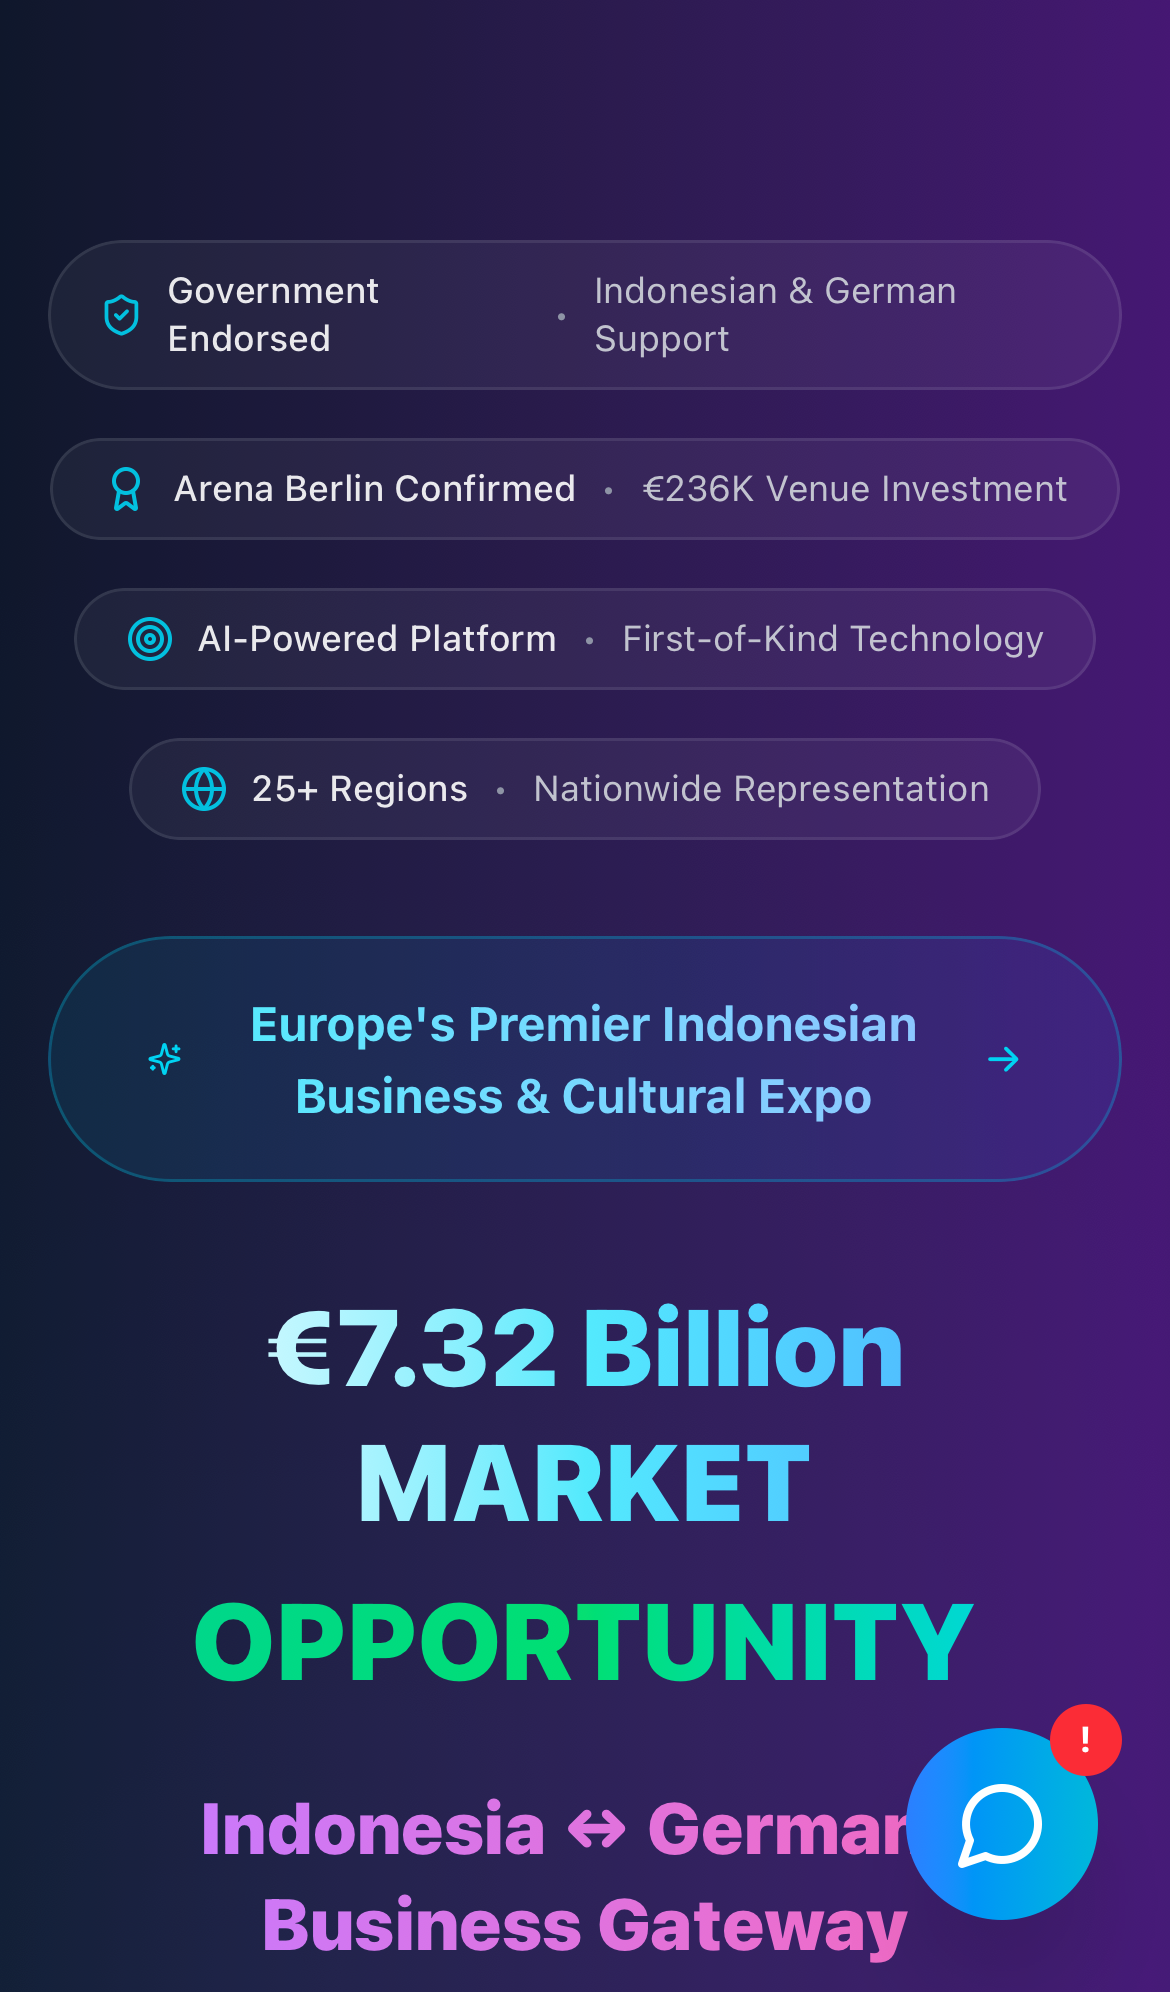 Government
Endorsed
•
Indonesian & German
Support
Arena Berlin Confirmed • €236K Venue Investment
AI-Powered Platform • First-of-Kind Technology
25+ Regions • Nationwide Representation
Europe's Premier Indonesian
Business & Cultural Expo
€7.32 Billion
MARKET
OPPORTUNITY
!
Indonesia ↔ German
Business Gateway